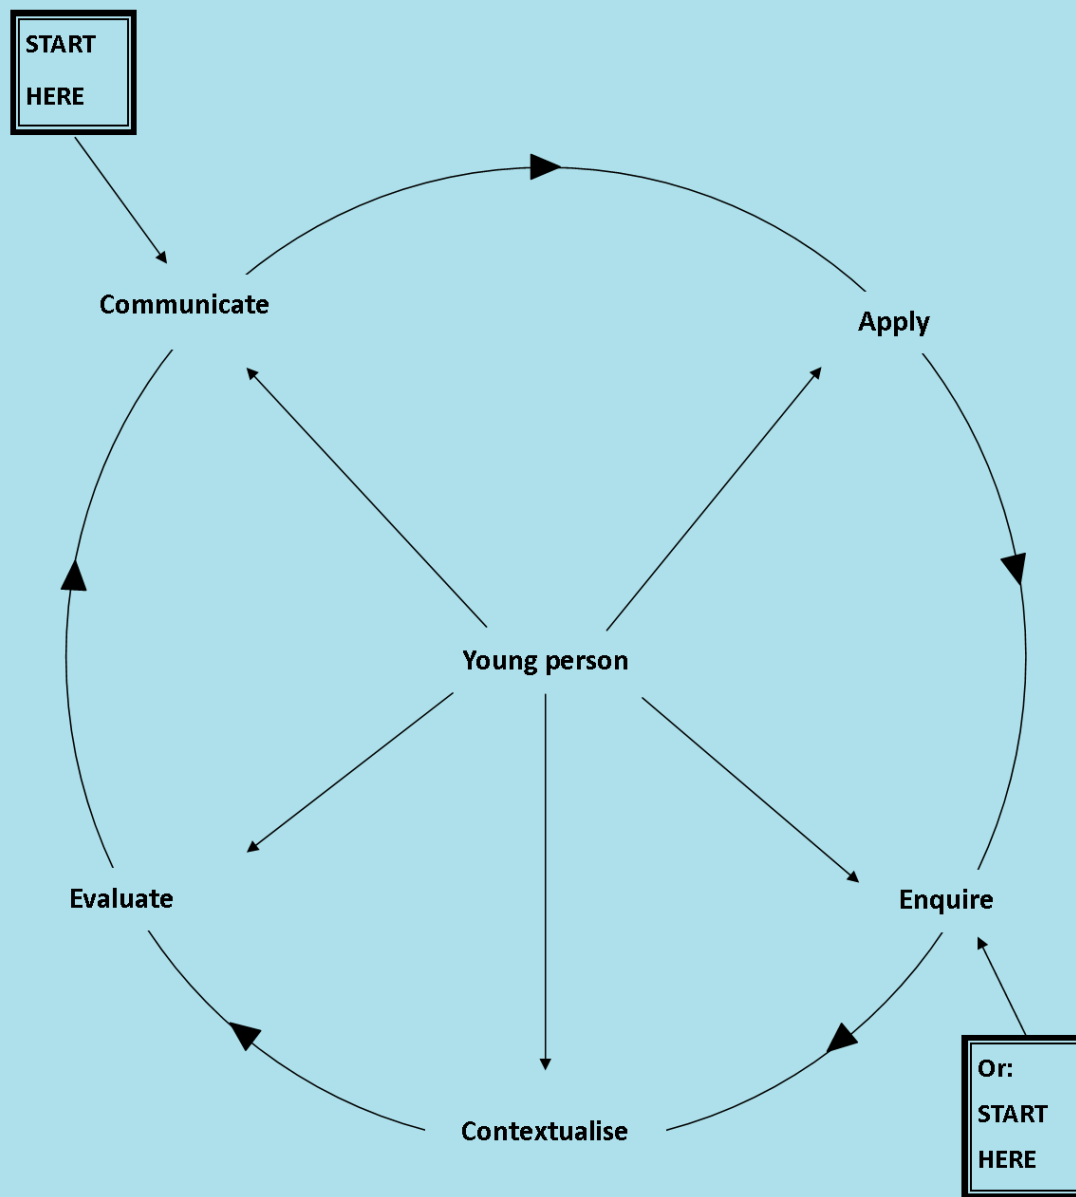 START
HERE
Communicate
Apply
Young person
Evaluate
Enquire
Contextualise
Or:
START
HERE